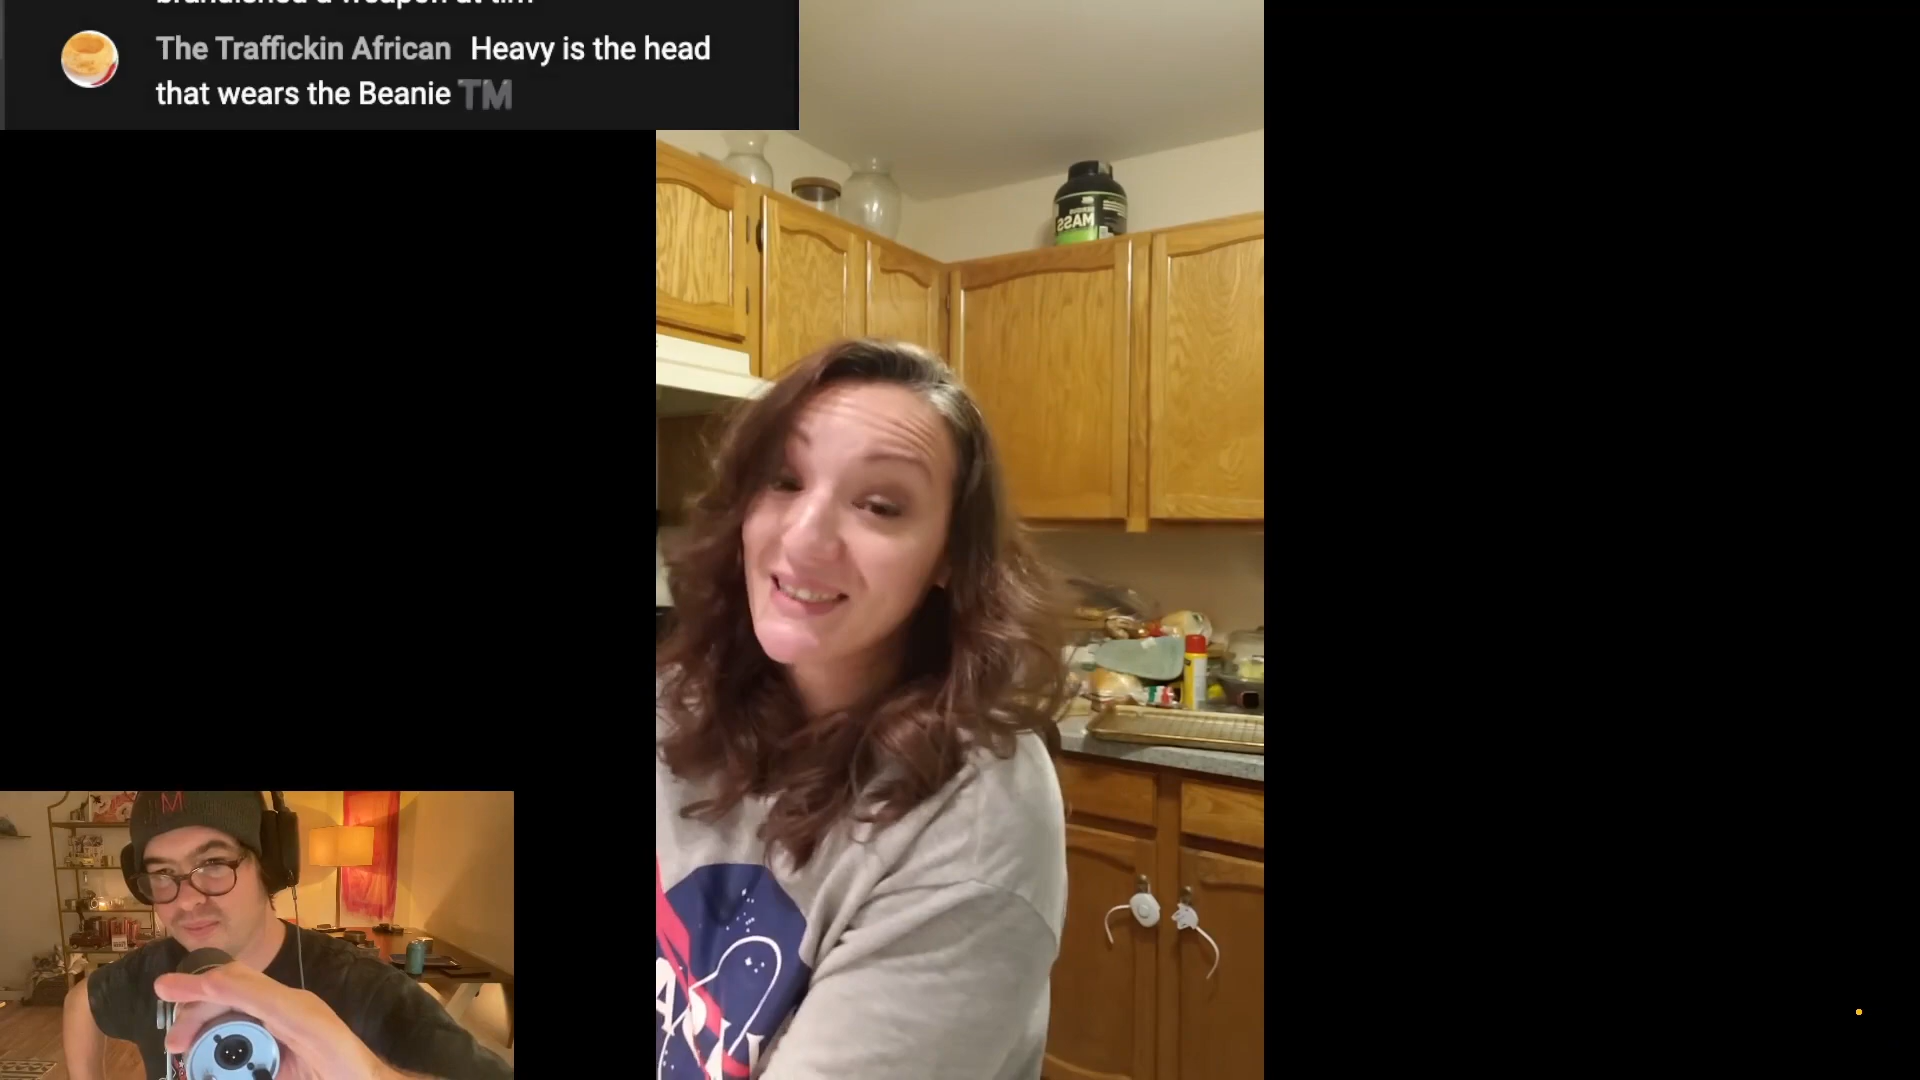 The Traffickin African Heavy is the head
that wears the Beanie TM
MASS
M